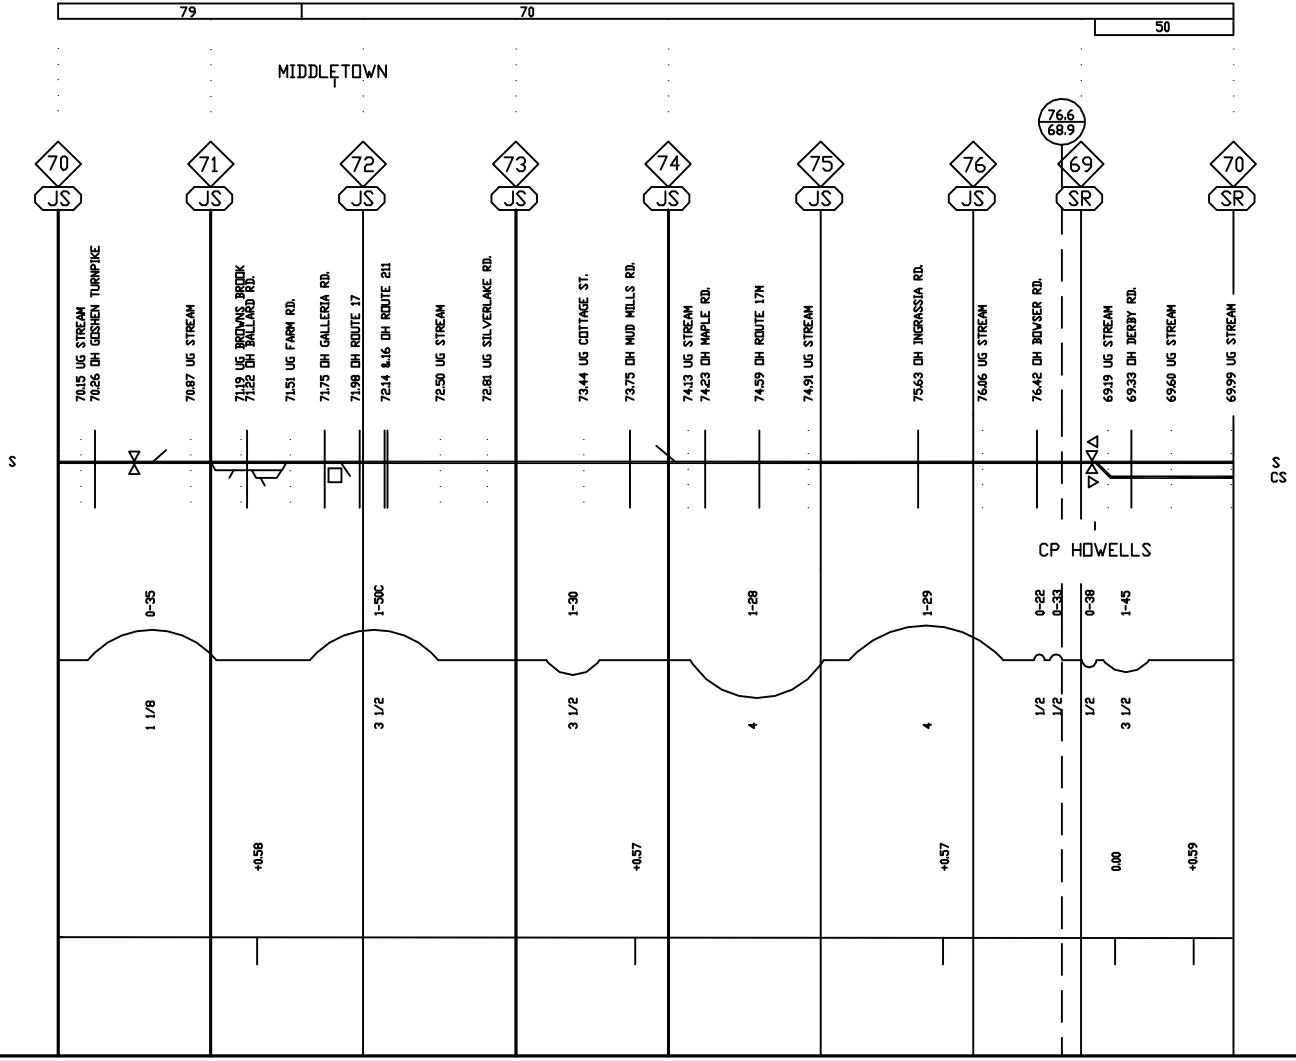 79
70
50
MIDDLETOWN
76.6
68.9
70
71
72
73
74
75
76
69
70
JS
JS
JS
JS
JS
JS
JS
SR
SR
70.15 UG STREAM
70.26 OH GOSHEN TURNPIKE
70.87 UG STREAM
71.19 UG BROWNS BROOK
71.22 OH BALLARD RD.
71.51 UG FARM RD.
71.75 OH GALLERIA RD.
71.98 OH ROUTE 17
72.14 &.16 OH ROUTE 211
72.50 UG STREAM
72.81 UG SILVERLAKE RD.
73.44 UG COTTAGE ST.
73.75 OH MUD MILLS RD.
74.13 UG STREAM
74.23 OH MAPLE RD.
74.59 OH ROUTE 17M
74.91 UG STREAM
75.63 OH INGRASSIA RD.
76.06 UG STREAM
76.42 OH BOWSER RD.
69.19 UG STREAM
69.33 OH DERBY RD.
69.60 UG STREAM
69.99 UG STREAM
S
S
CS
CP HOWELLS
0-35
1-50C
1-30
1-28
1-29
0-22
0-33
0-38
1-45
1 1/8
3 1/2
3 1/2
4
4
1/2
1/2
1/2
3 1/2
+0.58
+0.57
+0.57
0.00
+0.59